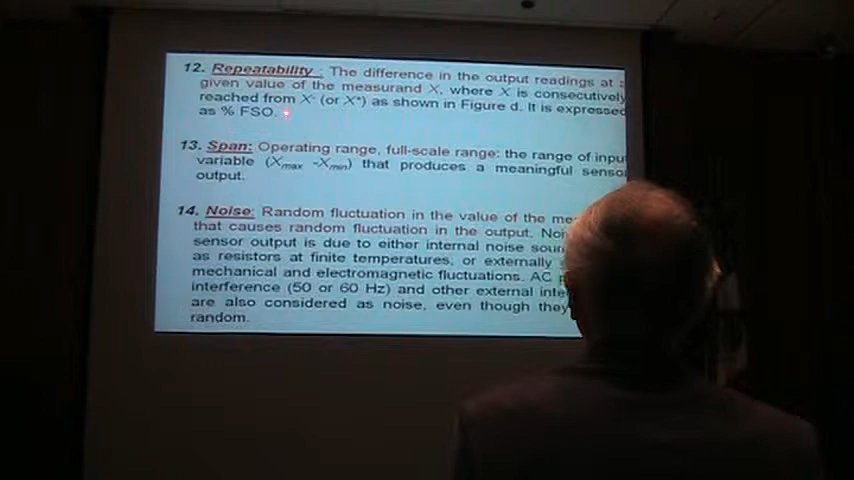 12. Repeatability : The difference in the output readings at
given value of the measurand X, where X is consecutively
reached from X- (or X+) as shown in Figure d. It is expressed
as % FSO.
13. Span: Operating range, full-scale range: the range of input
variable (Xmax -Xmin) that produces a meaningful sensor
output.
14. Noise: Random fluctuation in the value of the
that causes random fluctuation in the output.
sensor output is due to either internal noise
as resistors at finite temperatures, or externally
mechanical and electromagnetic fluctuations. AC
interference (50 or 60 Hz) and other external
are also considered as noise, even though they
random.